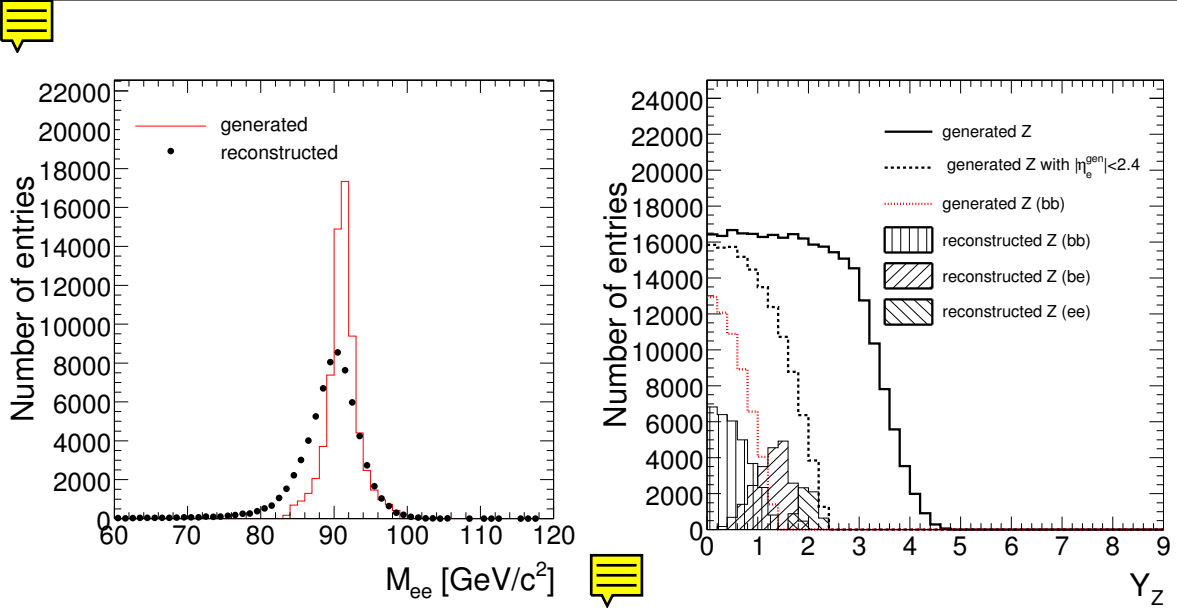 22000
20000
18000
16000
14000
12000
10000
8000
6000
4000
2000
0
60 70 80 90 100 110 120
Number of entries
M_ee [GeV/c²]
generated
reconstructed
24000
22000
20000
18000
16000
14000
12000
10000
8000
6000
4000
2000
0
0 1 2 3 4 5 6 7 8 9
Number of entries
Y_Z
generated Z
generated Z with |η_e^gen|<2.4
generated Z (bb)
reconstructed Z (bb)
reconstructed Z (be)
reconstructed Z (ee)